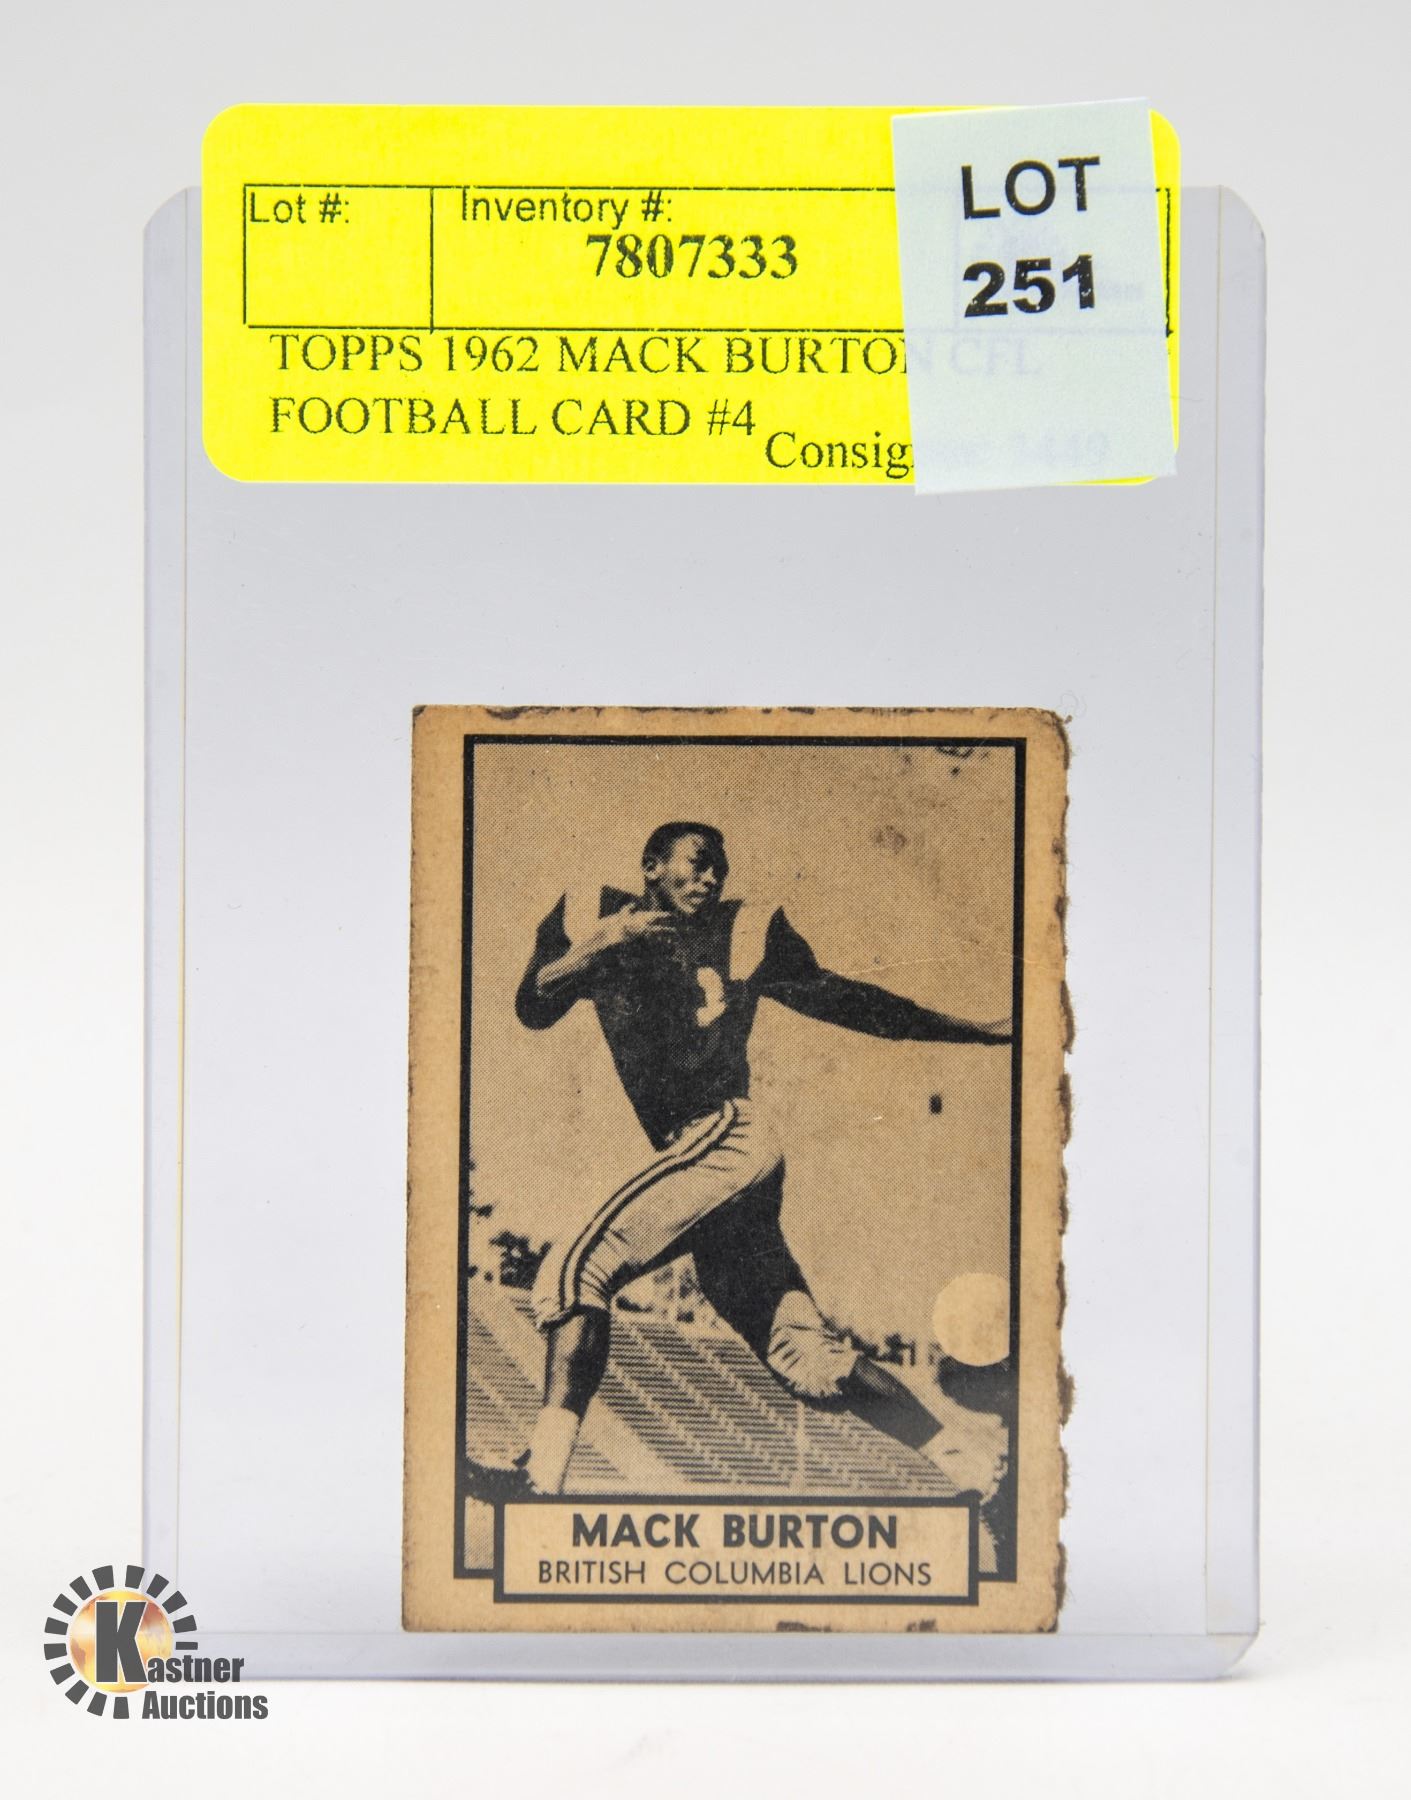 Lot #:
Inventory #:
7807333
LOT
251
TOPPS 1962 MACK BURTON CFL
FOOTBALL CARD #4
3
MACK BURTON
BRITISH COLUMBIA LIONS
K
Kastner
Auctions